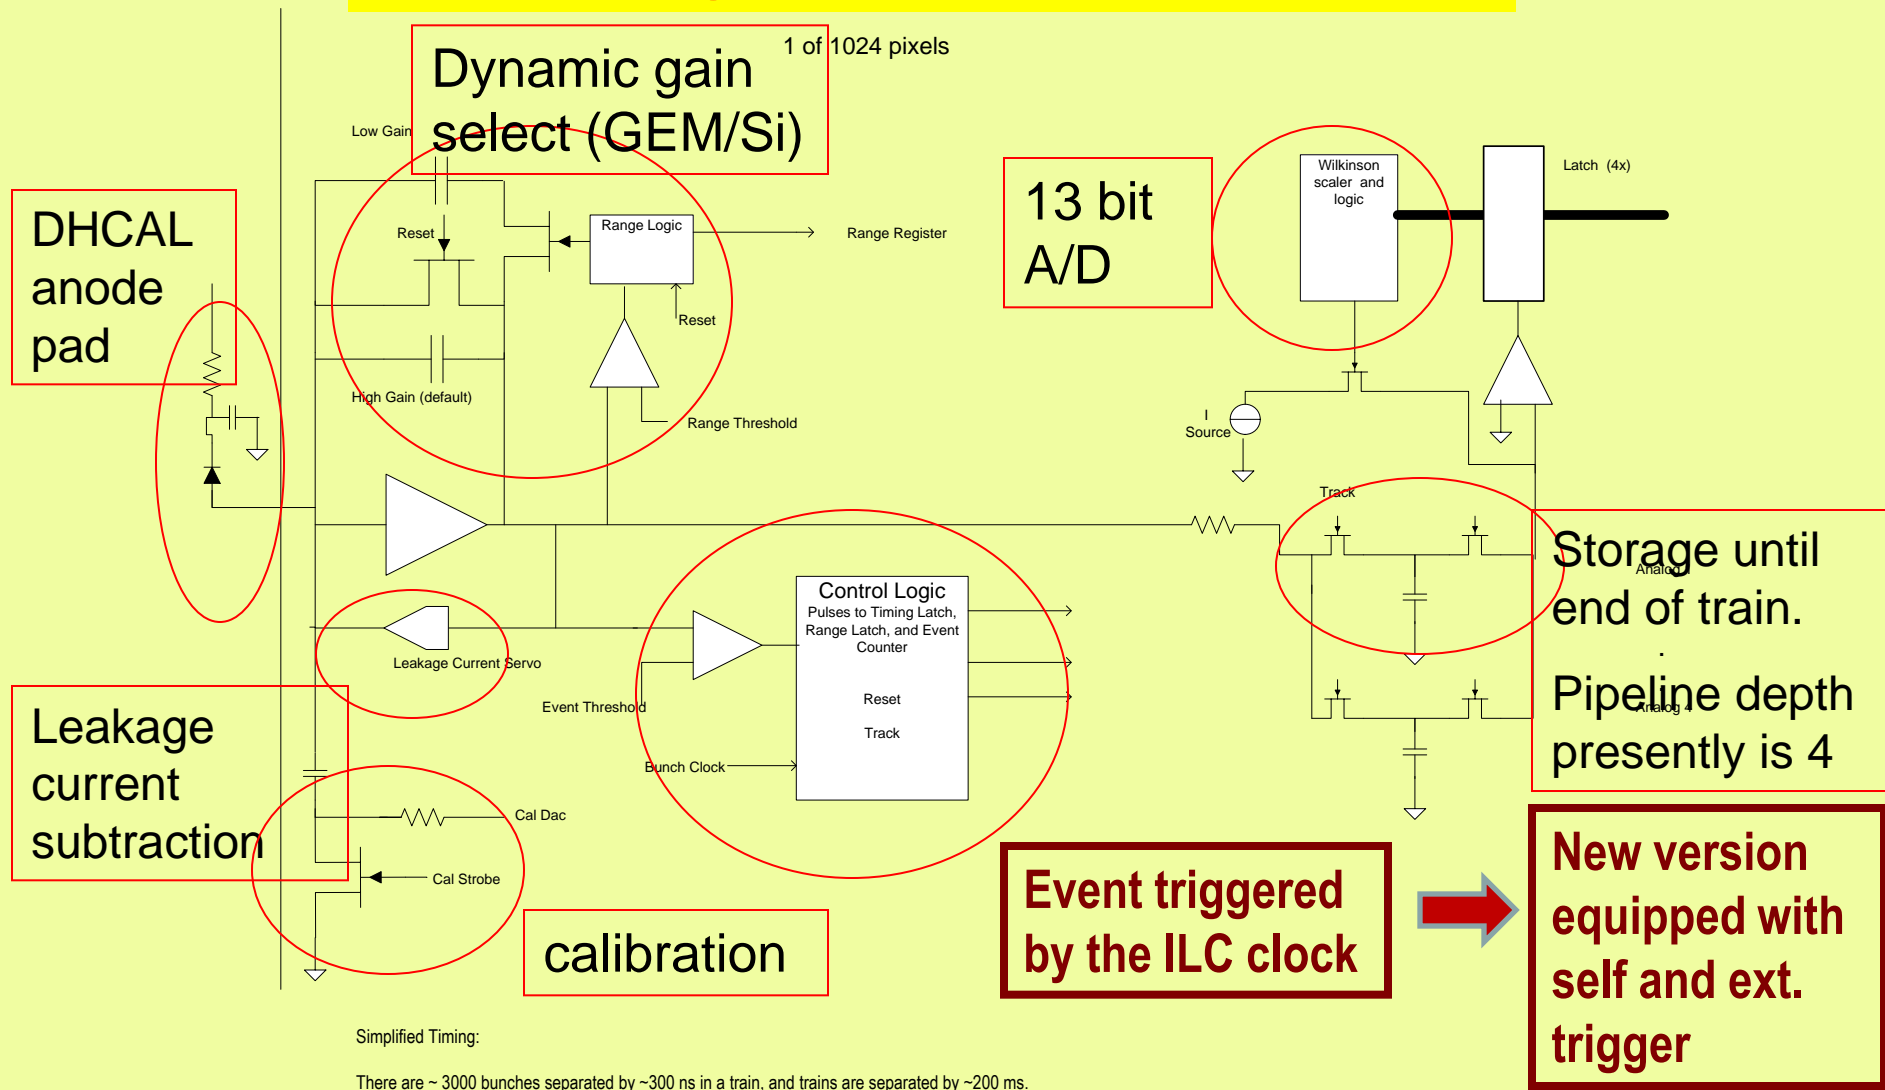 1 of 1024 pixels
Dynamic gain
select (GEM/Si)
Low Gain
DHCAL
anode
pad
Reset
Range Logic
Range Register
Reset
High Gain (default)
Range Threshold
13 bit
A/D
Wilkinson
scaler and
logic
Latch (4x)
I
Source
Track
Storage until
end of train.
Analog 1
.
.
Pipeline depth
presently is 4
Analog 4
Control Logic
Pulses to Timing Latch,
Range Latch, and Event
Counter
Reset
Track
Leakage Current Servo
Event Threshold
Bunch Clock
Leakage
current
subtraction
Cal Dac
Cal Strobe
calibration
Event triggered
by the ILC clock
New version
equipped with
self and ext.
trigger
Simplified Timing:
There are ~ 3000 bunches separated by ~300 ns in a train, and trains are separated by ~200 ms.